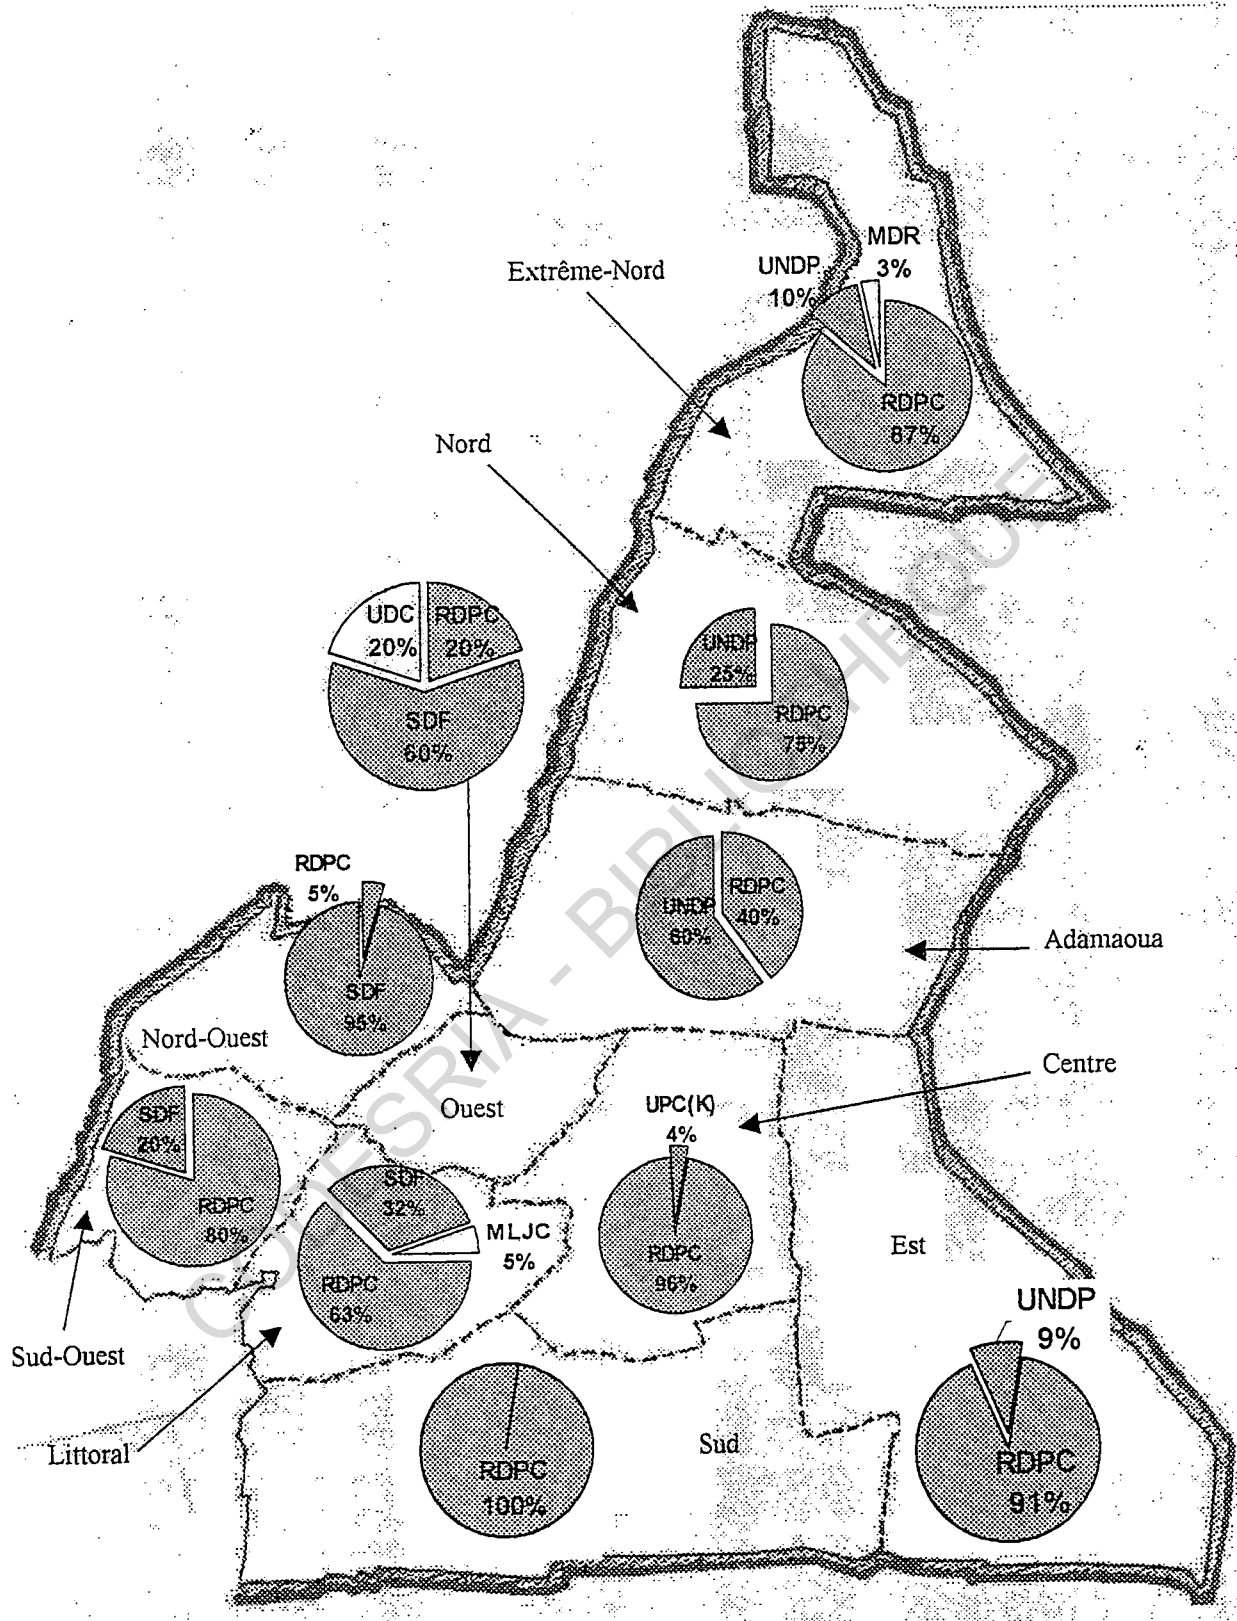 MDR
3%
UNDP
10%
Extrême-Nord
RDPC
87%
Nord
UDC
20%
RDPC
20%
SDF
60%
UNDP
25%
RDPC
75%
RDPC
5%
SDF
95%
UNDP
60%
RDPC
40%
Adamaoua
Nord-Ouest
Centre
Ouest
UPC(K)
4%
RDPC
96%
SDF
20%
RDPC
80%
SDF
32%
MLJC
5%
RDPC
63%
Est
UNDP
9%
RDPC
91%
Sud-Ouest
Littoral
Sud
RDPC
100%
CODESRIA - BIBLIOTHEQUE